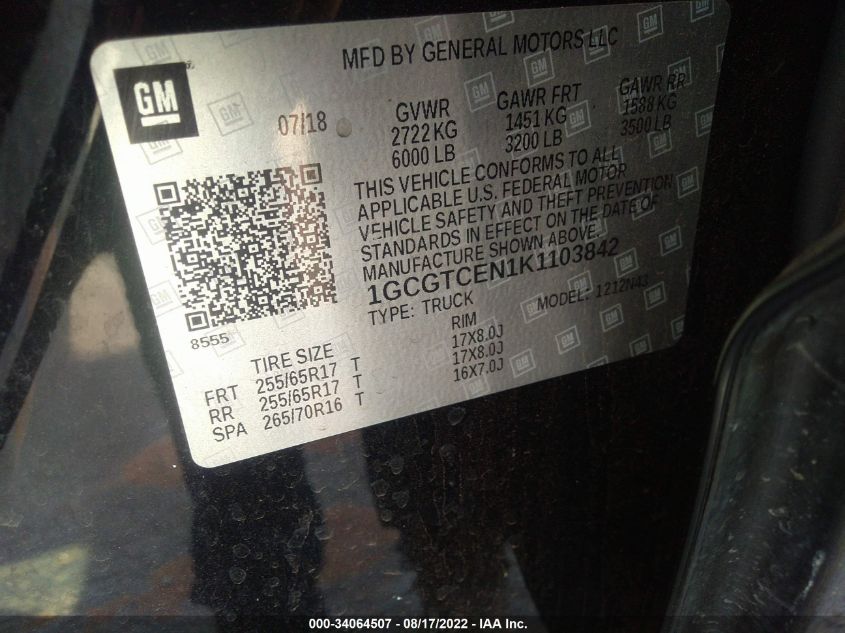 MFD BY GENERAL MOTORS LLC
GM
07/18
GVWR GAWR FRT GAWR RR
2722 KG 1451 KG 1588 KG
6000 LB 3200 LB 3500 LB
THIS VEHICLE CONFORMS TO ALL
APPLICABLE U.S. FEDERAL MOTOR
VEHICLE SAFETY AND THEFT PREVENTION
STANDARDS IN EFFECT ON THE DATE OF
MANUFACTURE SHOWN ABOVE.
1GCGTCEN1K1103842
TYPE: TRUCK MODEL: 12N43
8555
TIRE SIZE RIM
FRT 255/65R17 T 17X8.0J
RR 255/65R17 T 17X8.0J
SPA 265/70R16 T 16X7.0J
000-34064507 - 08/17/2022 - IAA Inc.